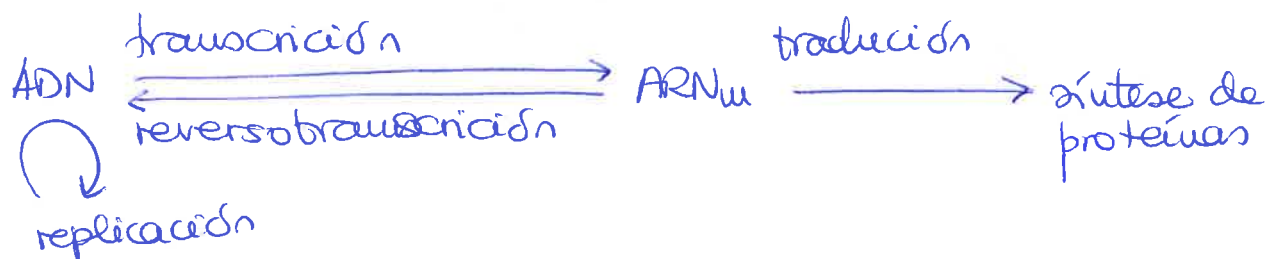 transcrición
tradución
ADN
ARNm
síntese de
proteínas
reversotranscrición
replicación